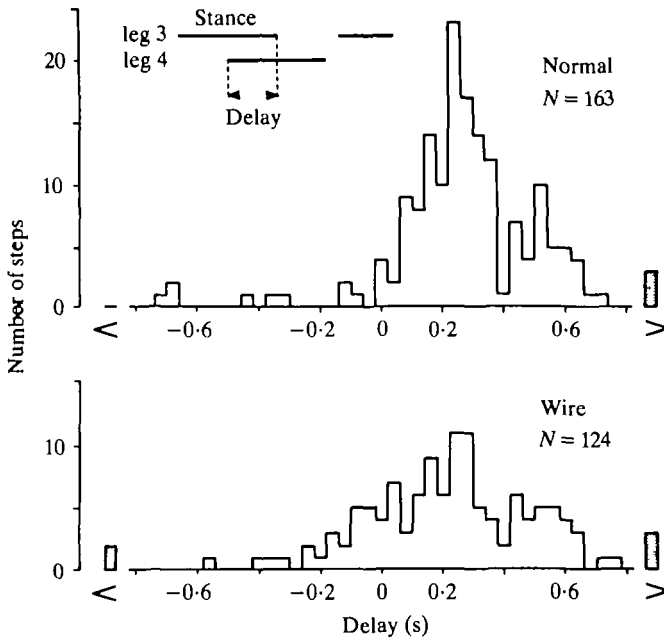 Stance
leg 3
leg 4
Delay
Normal
N = 163
20
10
0
< −0·6 −0·2 0 0·2 0·6 >
Number of steps
Wire
N = 124
10
0
< −0·6 −0·2 0 0·2 0·6 >
Delay (s)